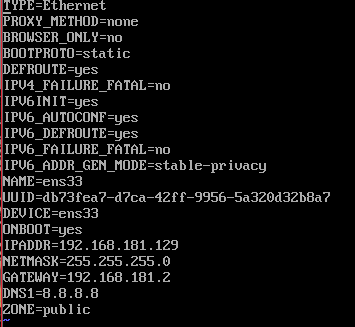 TYPE=Ethernet
PROXY_METHOD=none
BROWSER_ONLY=no
BOOTPROTO=static
DEFROUTE=yes
IPV4_FAILURE_FATAL=no
IPV6INIT=yes
IPV6_AUTOCONF=yes
IPV6_DEFROUTE=yes
IPV6_FAILURE_FATAL=no
IPV6_ADDR_GEN_MODE=stable-privacy
NAME=ens33
UUID=db73fea7-d7ca-42ff-9956-5a320d32b8a7
DEVICE=ens33
ONBOOT=yes
IPADDR=192.168.181.129
NETMASK=255.255.255.0
GATEWAY=192.168.181.2
DNS1=8.8.8.8
ZONE=public
~